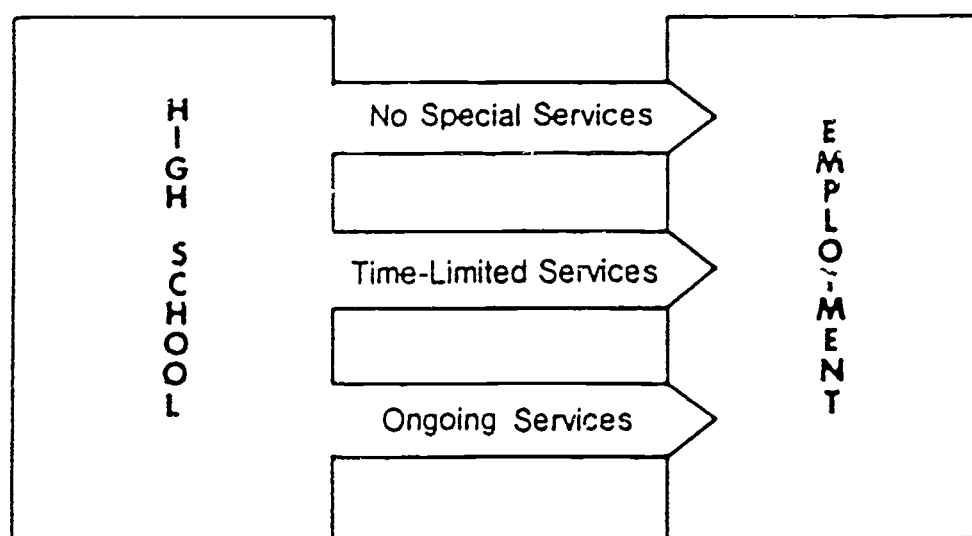 HIGH SCHOOL
No Special Services
Time-Limited Services
Ongoing Services
EMPLOYMENT